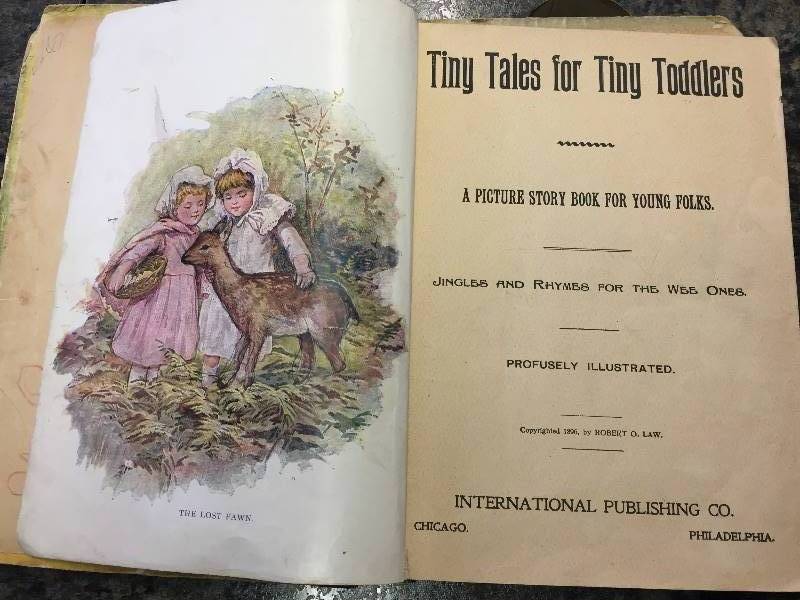 THE LOST FAWN.
Tiny Tales for Tiny Toddlers
A PICTURE STORY BOOK FOR YOUNG FOLKS.
JINGLES AND RHYMES FOR THE WEE ONES.
PROFUSELY ILLUSTRATED.
Copyrighted 1896, by ROBERT O. LAW.
INTERNATIONAL PUBLISHING CO.
CHICAGO. PHILADELPHIA.